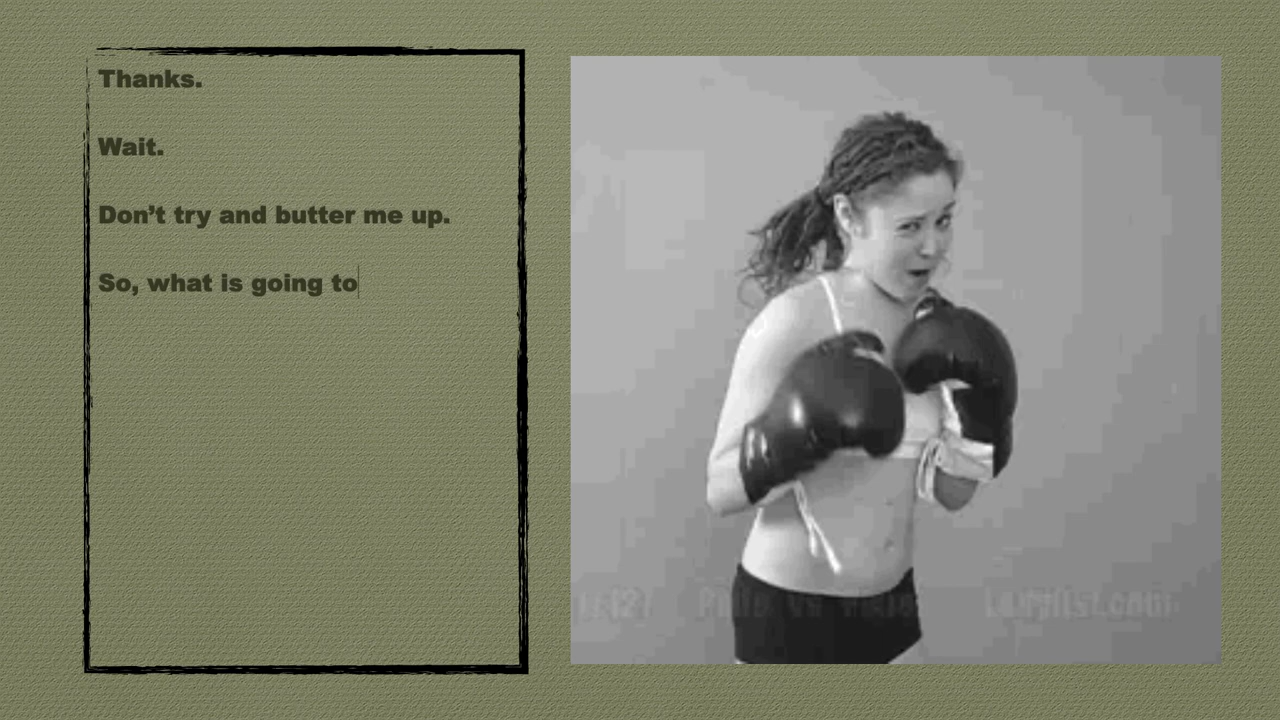 Thanks.
Wait.
Don’t try and butter me up.
So, what is going to